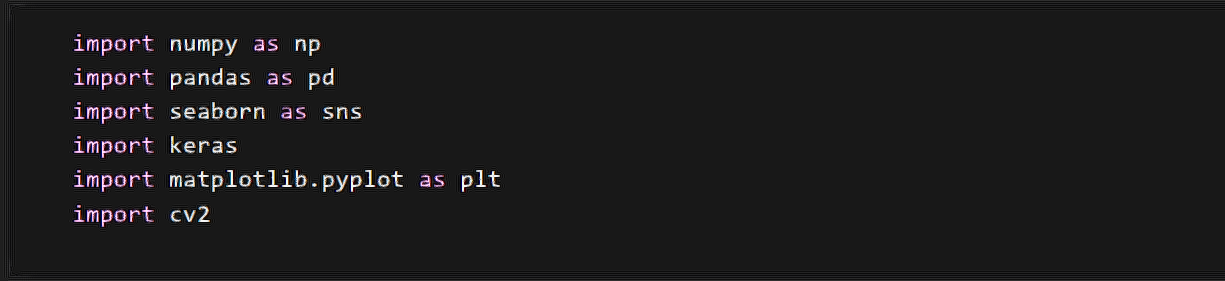 import numpy as np
import pandas as pd
import seaborn as sns
import keras
import matplotlib.pyplot as plt
import cv2